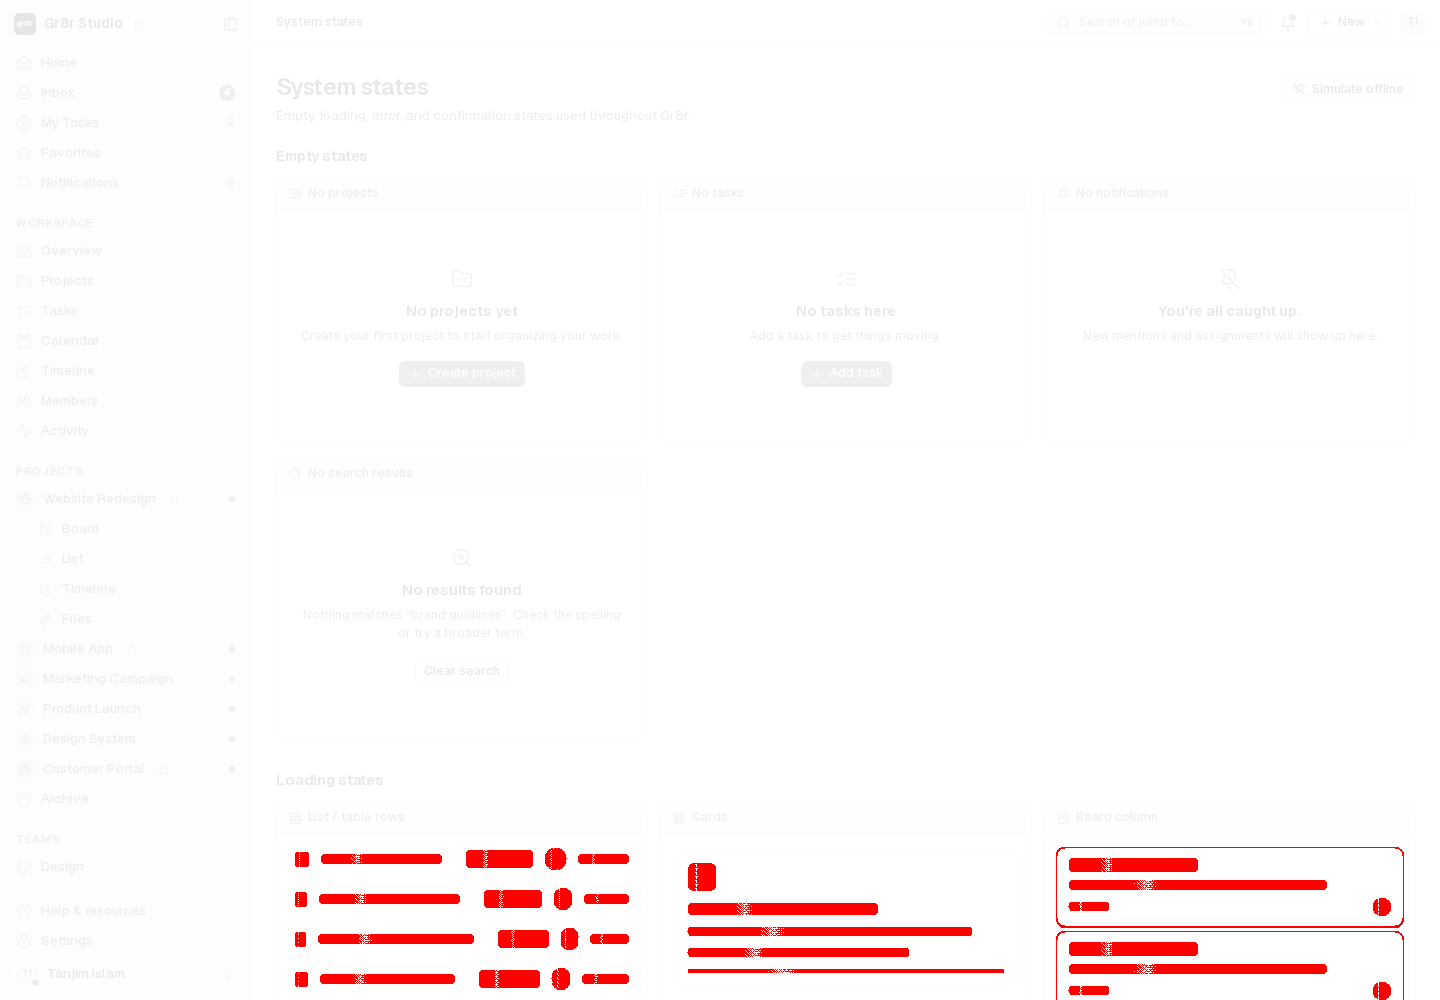 Gr8r Studio
System states
Search or jump to...
⌘K
New
TI
Home
Inbox
4
My Tasks
2
Favorites
Notifications
6
WORKSPACE
Overview
Projects
Tasks
Calendar
Timeline
Members
Activity
PROJECTS
Website Redesign
Board
List
Timeline
Files
Mobile App
Marketing Campaign
Product Launch
Design System
Customer Portal
Archive
TEAMS
Design
Help & resources
Settings
TI
Tanjim Islam
System states
Simulate offline
Empty, loading, error, and confirmation states used throughout Gr8r.
Empty states
No projects
No projects yet
Create your first project to start organizing your work.
Create project
No tasks
No tasks here
Add a task to get things moving.
Add task
No notifications
You're all caught up.
New mentions and assignments will show up here.
No search results
No results found
Nothing matches "brand guidlines". Check the spelling
or try a broader term.
Clear search
Loading states
List / table rows
Cards
Board column